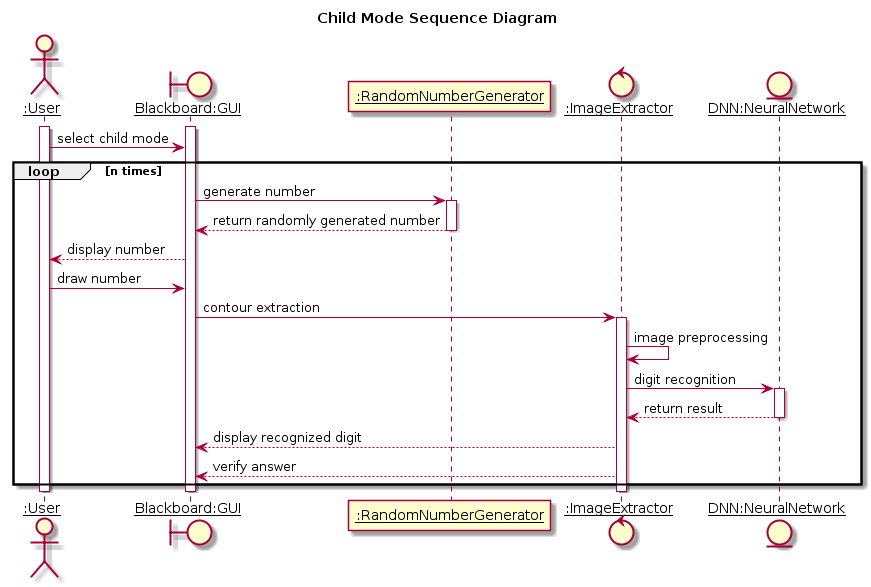 Child Mode Sequence Diagram
:User
Blackboard:GUI
:RandomNumberGenerator
:ImageExtractor
DNN:NeuralNetwork
select child mode
loop [n times]
generate number
return randomly generated number
display number
draw number
contour extraction
image preprocessing
digit recognition
return result
display recognized digit
verify answer
:User
Blackboard:GUI
:RandomNumberGenerator
:ImageExtractor
DNN:NeuralNetwork